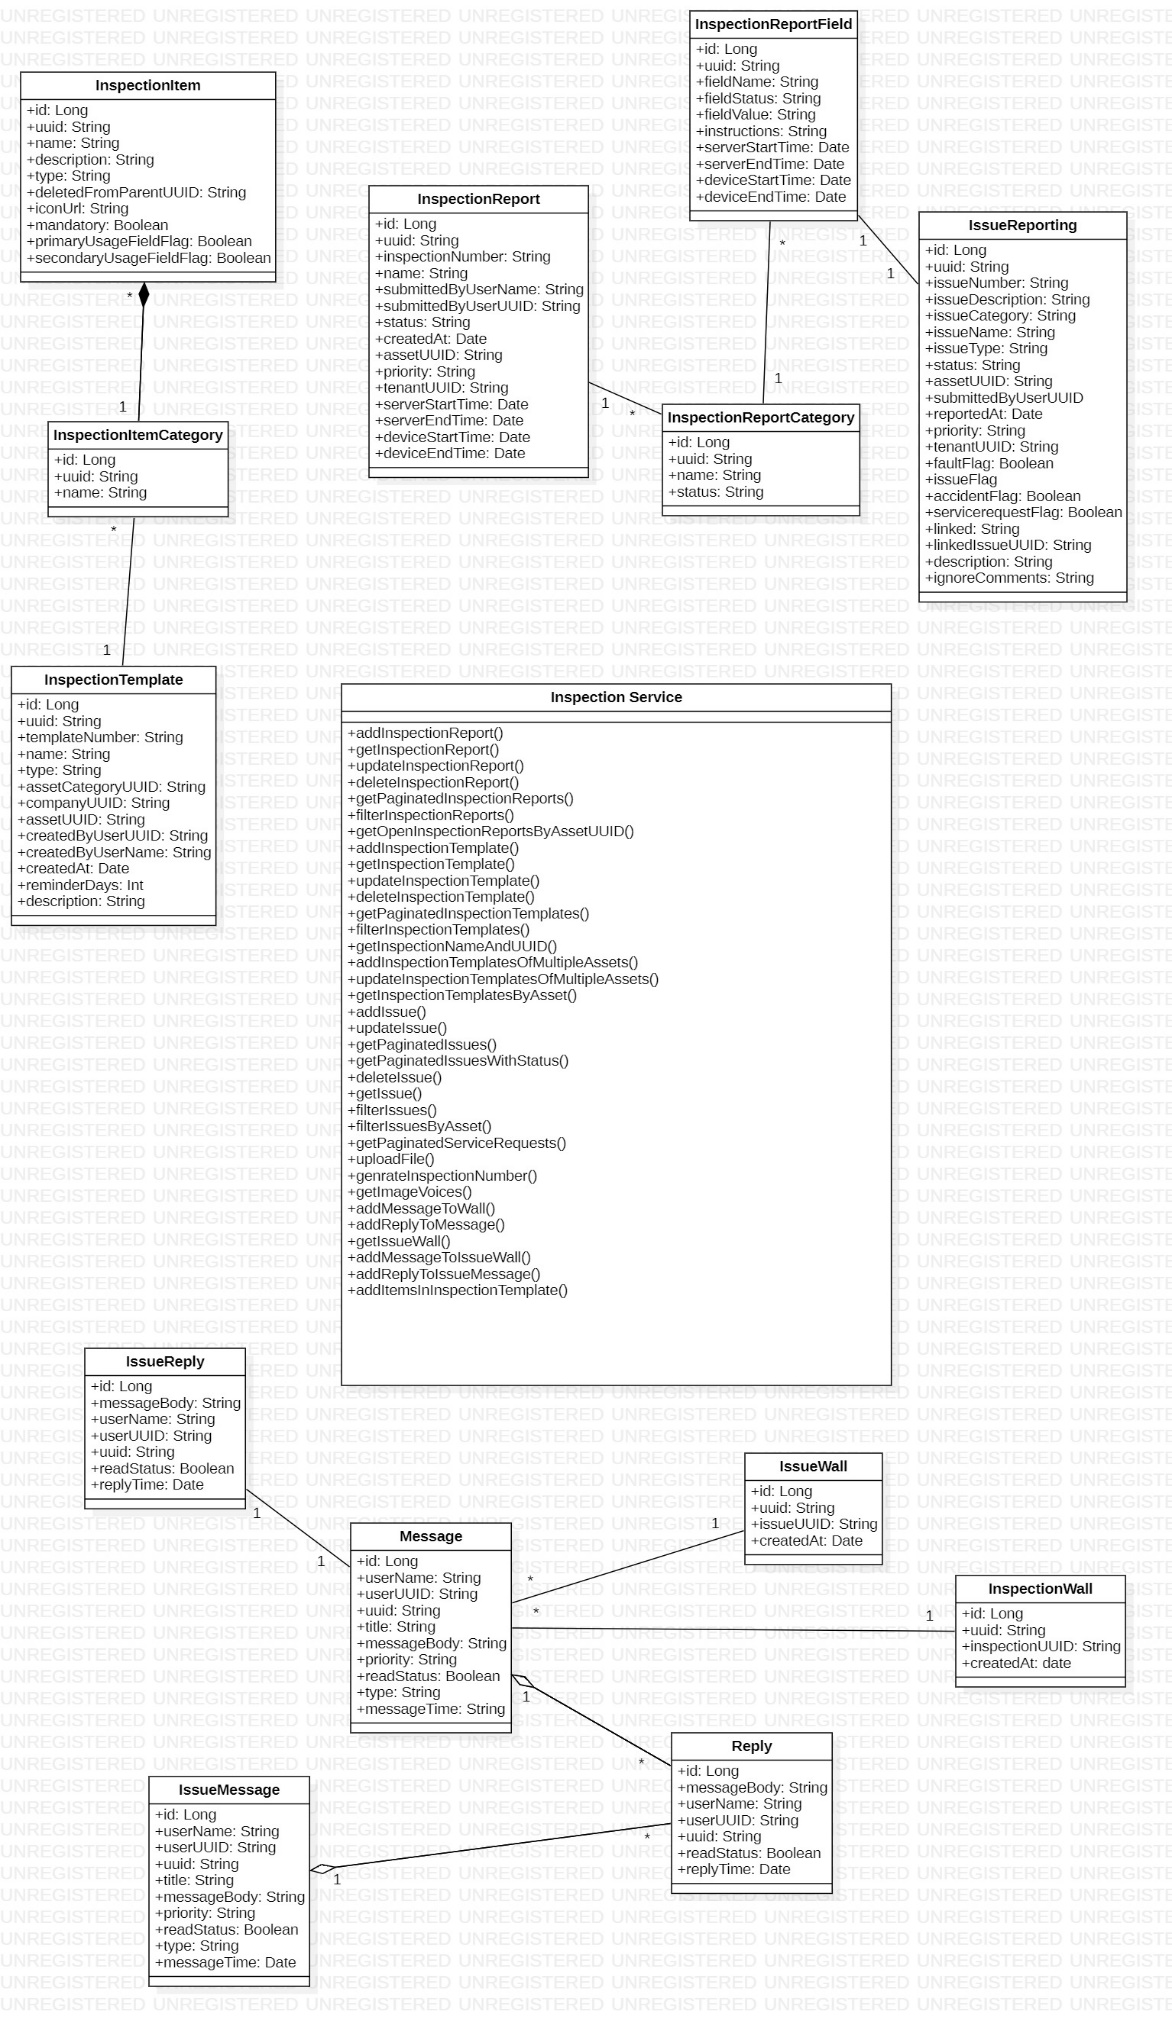 InspectionReportField
+id: Long
+uuid: String
+fieldName: String
+fieldStatus: String
+fieldValue: String
+instructions: String
+serverStartTime: Date
+serverEndTime: Date
+deviceStartTime: Date
+deviceEndTime: Date
InspectionItem
+id: Long
+uuid: String
+name: String
+description: String
+type: String
+deletedFromParentUUID: String
+iconUrl: String
+mandatory: Boolean
+primaryUsageFieldFlag: Boolean
+secondaryUsageFieldFlag: Boolean
InspectionReport
+id: Long
+uuid: String
+inspectionNumber: String
+name: String
+submittedByUserName: String
+submittedByUserUUID: String
+status: String
+createdAt: Date
+assetUUID: String
+priority: String
+tenantUUID: String
+serverStartTime: Date
+serverEndTime: Date
+deviceStartTime: Date
+deviceEndTime: Date
IssueReporting
+id: Long
+uuid: String
+issueNumber: String
+issueDescription: String
+issueCategory: String
+issueName: String
+issueType: String
+status: String
+assetUUID: String
+submittedByUserUUID
+reportedAt: Date
+priority: String
+tenantUUID: String
+faultFlag: Boolean
+issueFlag
+accidentFlag: Boolean
+servicerequestFlag: Boolean
+linked: String
+linkedIssueUUID: String
+description: String
+ignoreComments: String
*
1
1
*
1
1
*
1
InspectionItemCategory
+id: Long
+uuid: String
+name: String
InspectionReportCategory
+id: Long
+uuid: String
+name: String
+status: String
*
1
InspectionTemplate
+id: Long
+uuid: String
+templateNumber: String
+name: String
+type: String
+assetCategoryUUID: String
+companyUUID: String
+assetUUID: String
+createdByUserUUID: String
+createdByUserName: String
+createdAt: Date
+reminderDays: Int
+description: String
Inspection Service
+addInspectionReport()
+getInspectionReport()
+updateInspectionReport()
+deleteInspectionReport()
+getPaginatedInspectionReports()
+filterInspectionReports()
+getOpenInspectionReportsByAssetUUID()
+addInspectionTemplate()
+getInspectionTemplate()
+updateInspectionTemplate()
+deleteInspectionTemplate()
+getPaginatedInspectionTemplates()
+filterInspectionTemplates()
+getInspectionNameAndUUID()
+addInspectionTemplatesOfMultipleAssets()
+updateInspectionTemplatesOfMultipleAssets()
+getInspectionTemplatesByAsset()
+addIssue()
+updateIssue()
+getPaginatedIssues()
+getPaginatedIssuesWithStatus()
+deleteIssue()
+getIssue()
+filterIssues()
+filterIssuesByAsset()
+getPaginatedServiceRequests()
+uploadFile()
+genrateInspectionNumber()
+getImageVoices()
+addMessageToWall()
+addReplyToMessage()
+getIssueWall()
+addMessageToIssueWall()
+addReplyToIssueMessage()
+addItemsInInspectionTemplate()
IssueReply
+id: Long
+messageBody: String
+userName: String
+userUUID: String
+uuid: String
+readStatus: Boolean
+replyTime: Date
1
1
Message
+id: Long
+userName: String
+userUUID: String
+uuid: String
+title: String
+messageBody: String
+priority: String
+readStatus: Boolean
+type: String
+messageTime: String
IssueWall
+id: Long
+uuid: String
+issueUUID: String
+createdAt: Date
1
*
*
1
InspectionWall
+id: Long
+uuid: String
+inspectionUUID: String
+createdAt: date
1
*
Reply
+id: Long
+messageBody: String
+userName: String
+userUUID: String
+uuid: String
+readStatus: Boolean
+replyTime: Date
IssueMessage
+id: Long
+userName: String
+userUUID: String
+uuid: String
+title: String
+messageBody: String
+priority: String
+readStatus: Boolean
+type: String
+messageTime: Date
*
1
UNREGISTERED